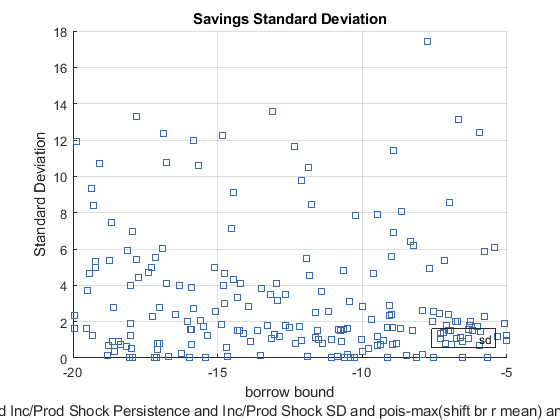 Savings Standard Deviation
18
16
14
12
10
8
6
4
2
0
Standard Deviation
-20
-15
-10
-5
sd
borrow bound
d Inc/Prod Shock Persistence and Inc/Prod Shock SD and pois-max(shift br r mean) an